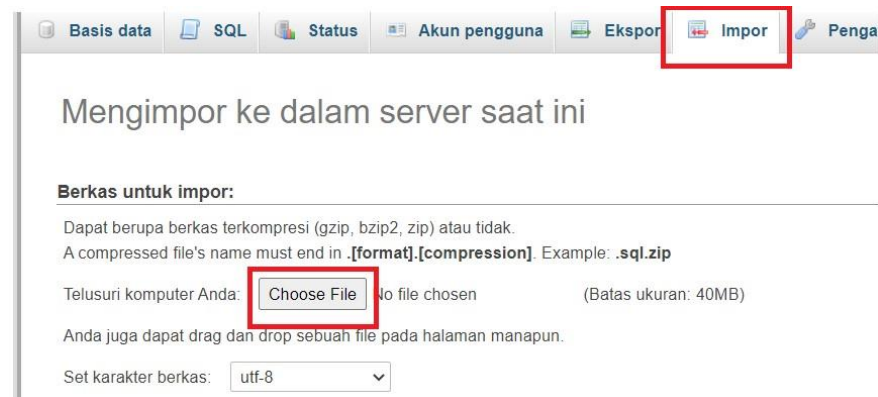 Basis data SQL Status Akun pengguna Ekspor Impor Penga
Mengimpor ke dalam server saat ini
Berkas untuk impor:
Dapat berupa berkas terkompresi (gzip, bzip2, zip) atau tidak.
A compressed file's name must end in .[format].[compression]. Example: .sql.zip
Telusuri komputer Anda: Choose File No file chosen (Batas ukuran: 40MB)
Anda juga dapat drag dan drop sebuah file pada halaman manapun.
Set karakter berkas: utf-8